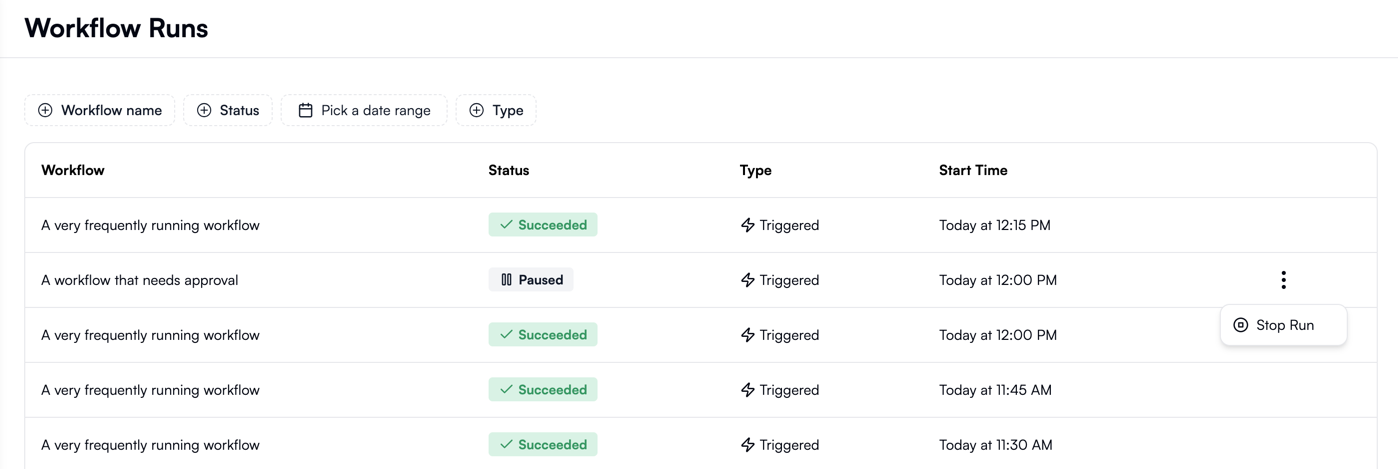 Workflow Runs
Workflow name Status Pick a date range Type
Workflow Status Type Start Time
A very frequently running workflow Succeeded Triggered Today at 12:15 PM
A workflow that needs approval Paused Triggered Today at 12:00 PM
Stop Run
A very frequently running workflow Succeeded Triggered Today at 12:00 PM
A very frequently running workflow Succeeded Triggered Today at 11:45 AM
A very frequently running workflow Succeeded Triggered Today at 11:30 AM